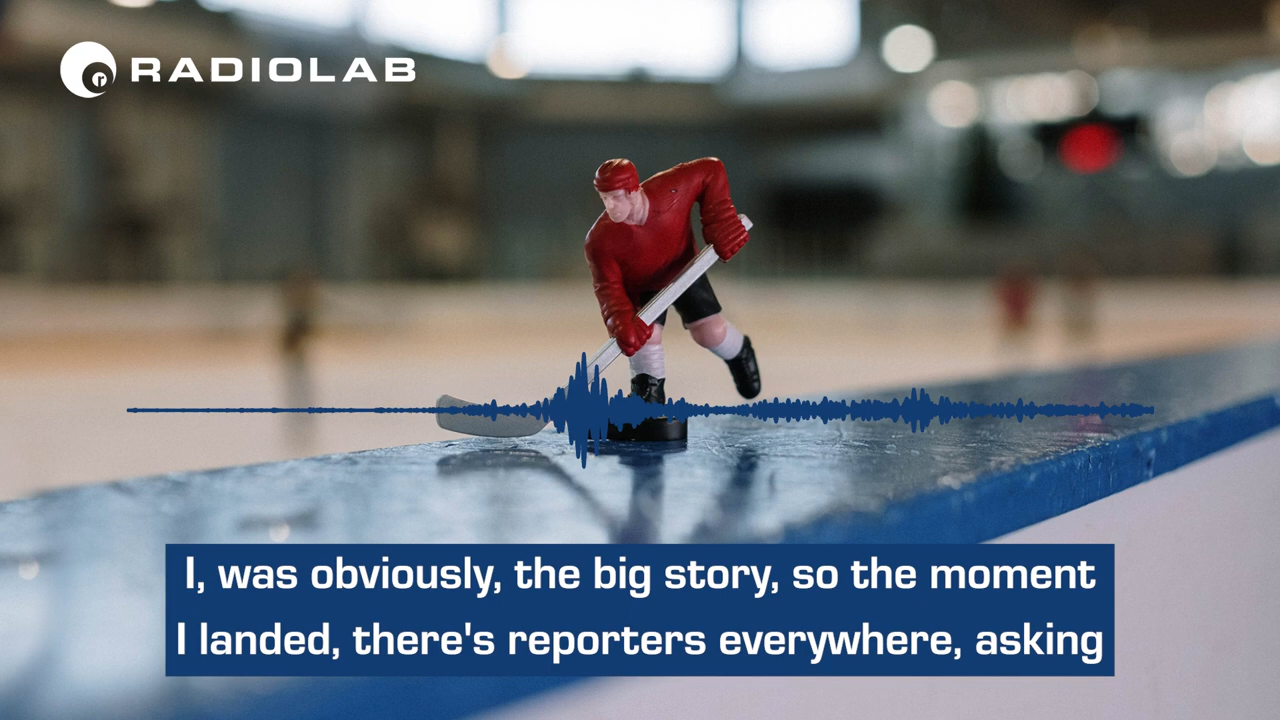 RADIOLAB
I, was obviously, the big story, so the moment
I landed, there's reporters everywhere, asking